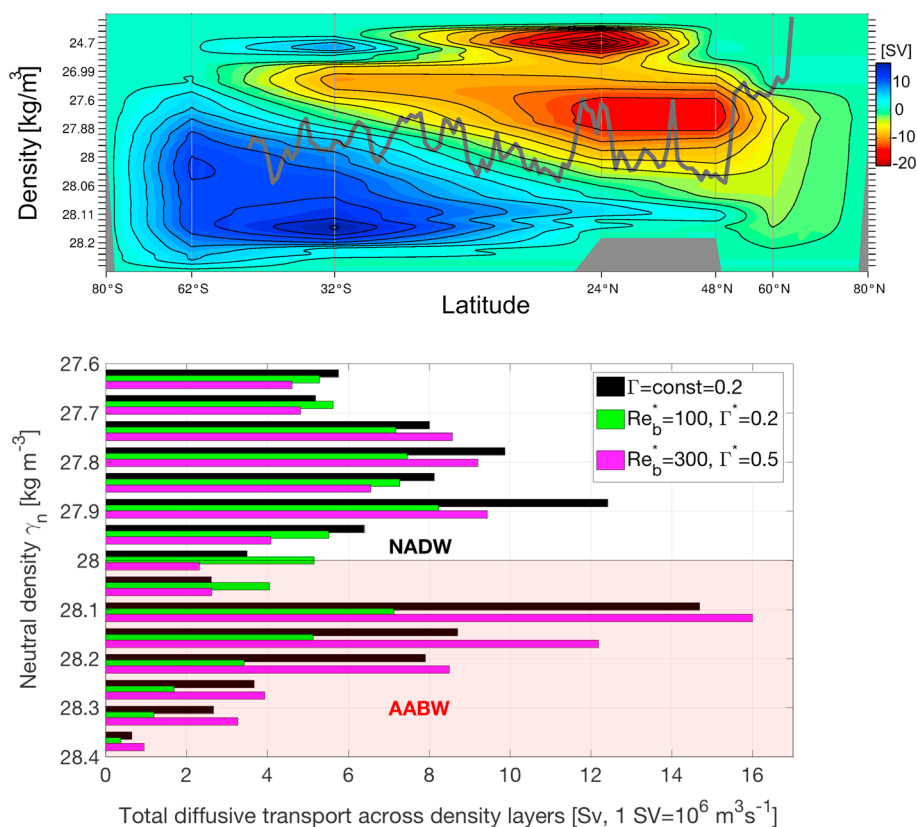 [SV]
24.7
26.99
27.6
27.88
28
28.06
28.11
28.2
Density [kg/m³]
10
0
-10
-20
80°S 62°S 32°S 24°N 48°N 60°N 80°N
Latitude
27.6
27.7
27.8
27.9
28
28.1
28.2
28.3
28.4
Neutral density γn [kg m⁻³]
Γ=const=0.2
Re*b=100, Γ*=0.2
Re*b=300, Γ*=0.5
NADW
AABW
0 2 4 6 8 10 12 14 16
Total diffusive transport across density layers [Sv, 1 SV=10⁶ m³s⁻¹]